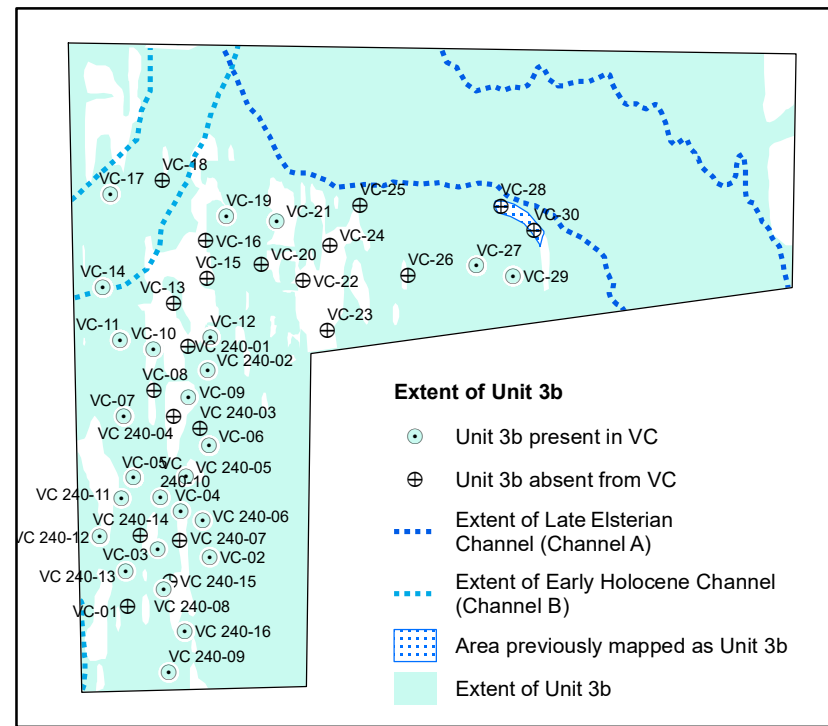 VC-18
VC-17
VC-28
VC-25
VC-19
VC-21
VC-30
VC-16
VC-24
VC-15
VC-20
VC-26
VC-27
VC-14
VC-22
VC-29
VC-13
VC-11
VC-10
VC-12
VC-23
VC 240-01
VC 240-02
VC-08
VC-09
VC-07
VC 240-03
VC 240-04
VC-06
VC-05
VC
240-10
VC 240-05
VC 240-11
VC-04
VC 240-14
VC 240-06
VC 240-12
VC 240-07
VC-03
VC-02
VC 240-13
VC 240-15
VC-01
VC 240-08
VC 240-16
VC 240-09
Extent of Unit 3b
Unit 3b present in VC
Unit 3b absent from VC
Extent of Late Elsterian
Channel (Channel A)
Extent of Early Holocene Channel
(Channel B)
Area previously mapped as Unit 3b
Extent of Unit 3b